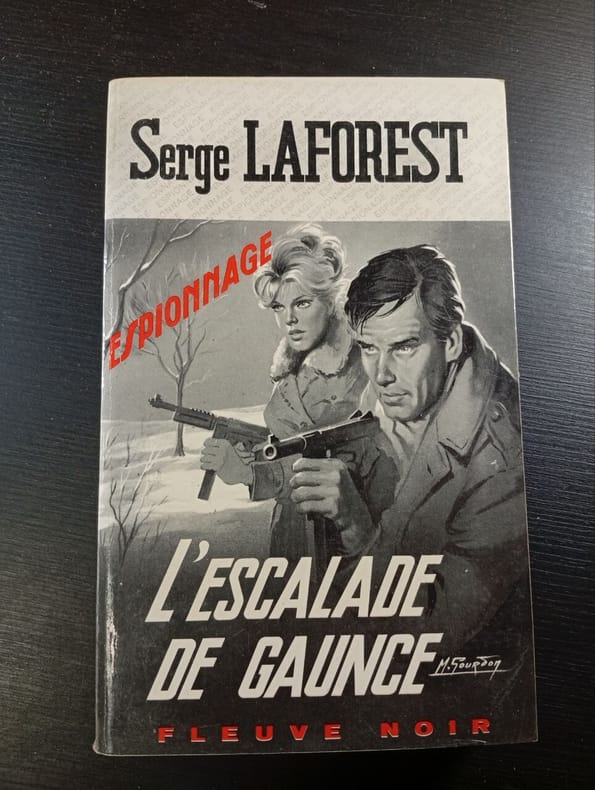 Serge LAFOREST
ESPIONNAGE
L'ESCALADE
DE GAUNCE
M. Gourdon
FLEUVE NOIR